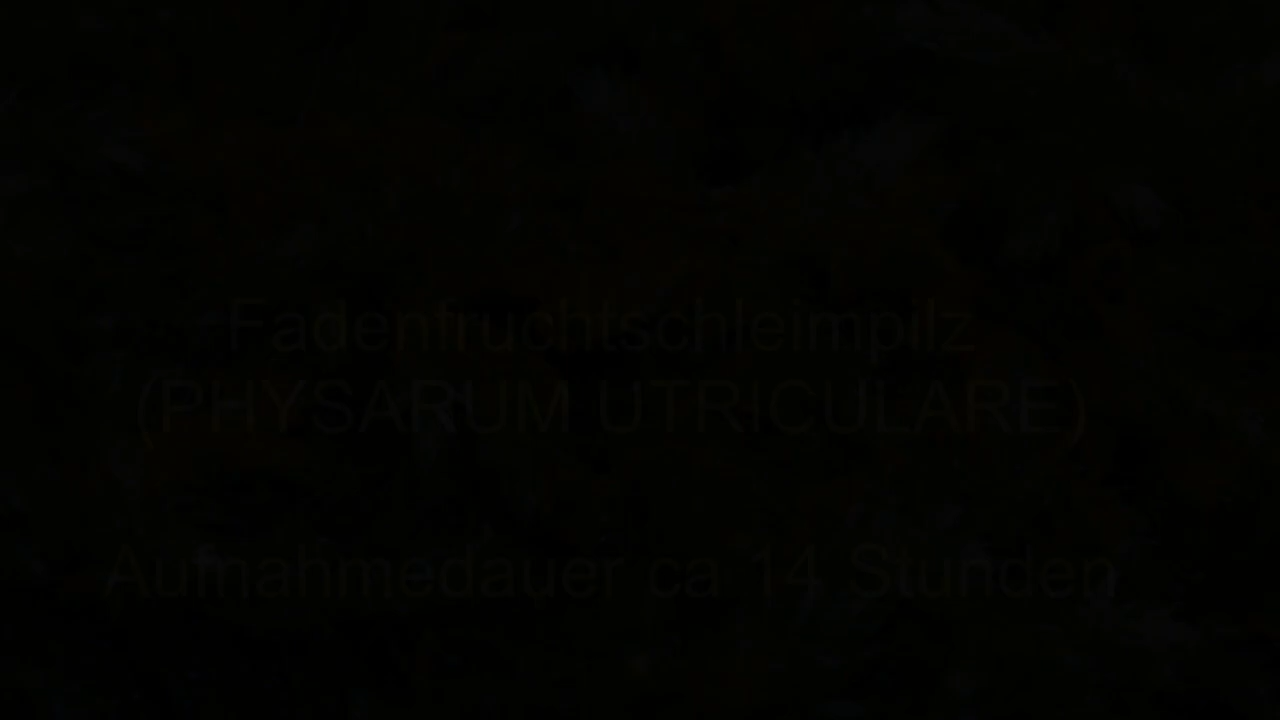 Fadenfruchtschleimpilz
(PHYSARUM UTRICULARE)
Aufnahmedauer ca 14 Stunden